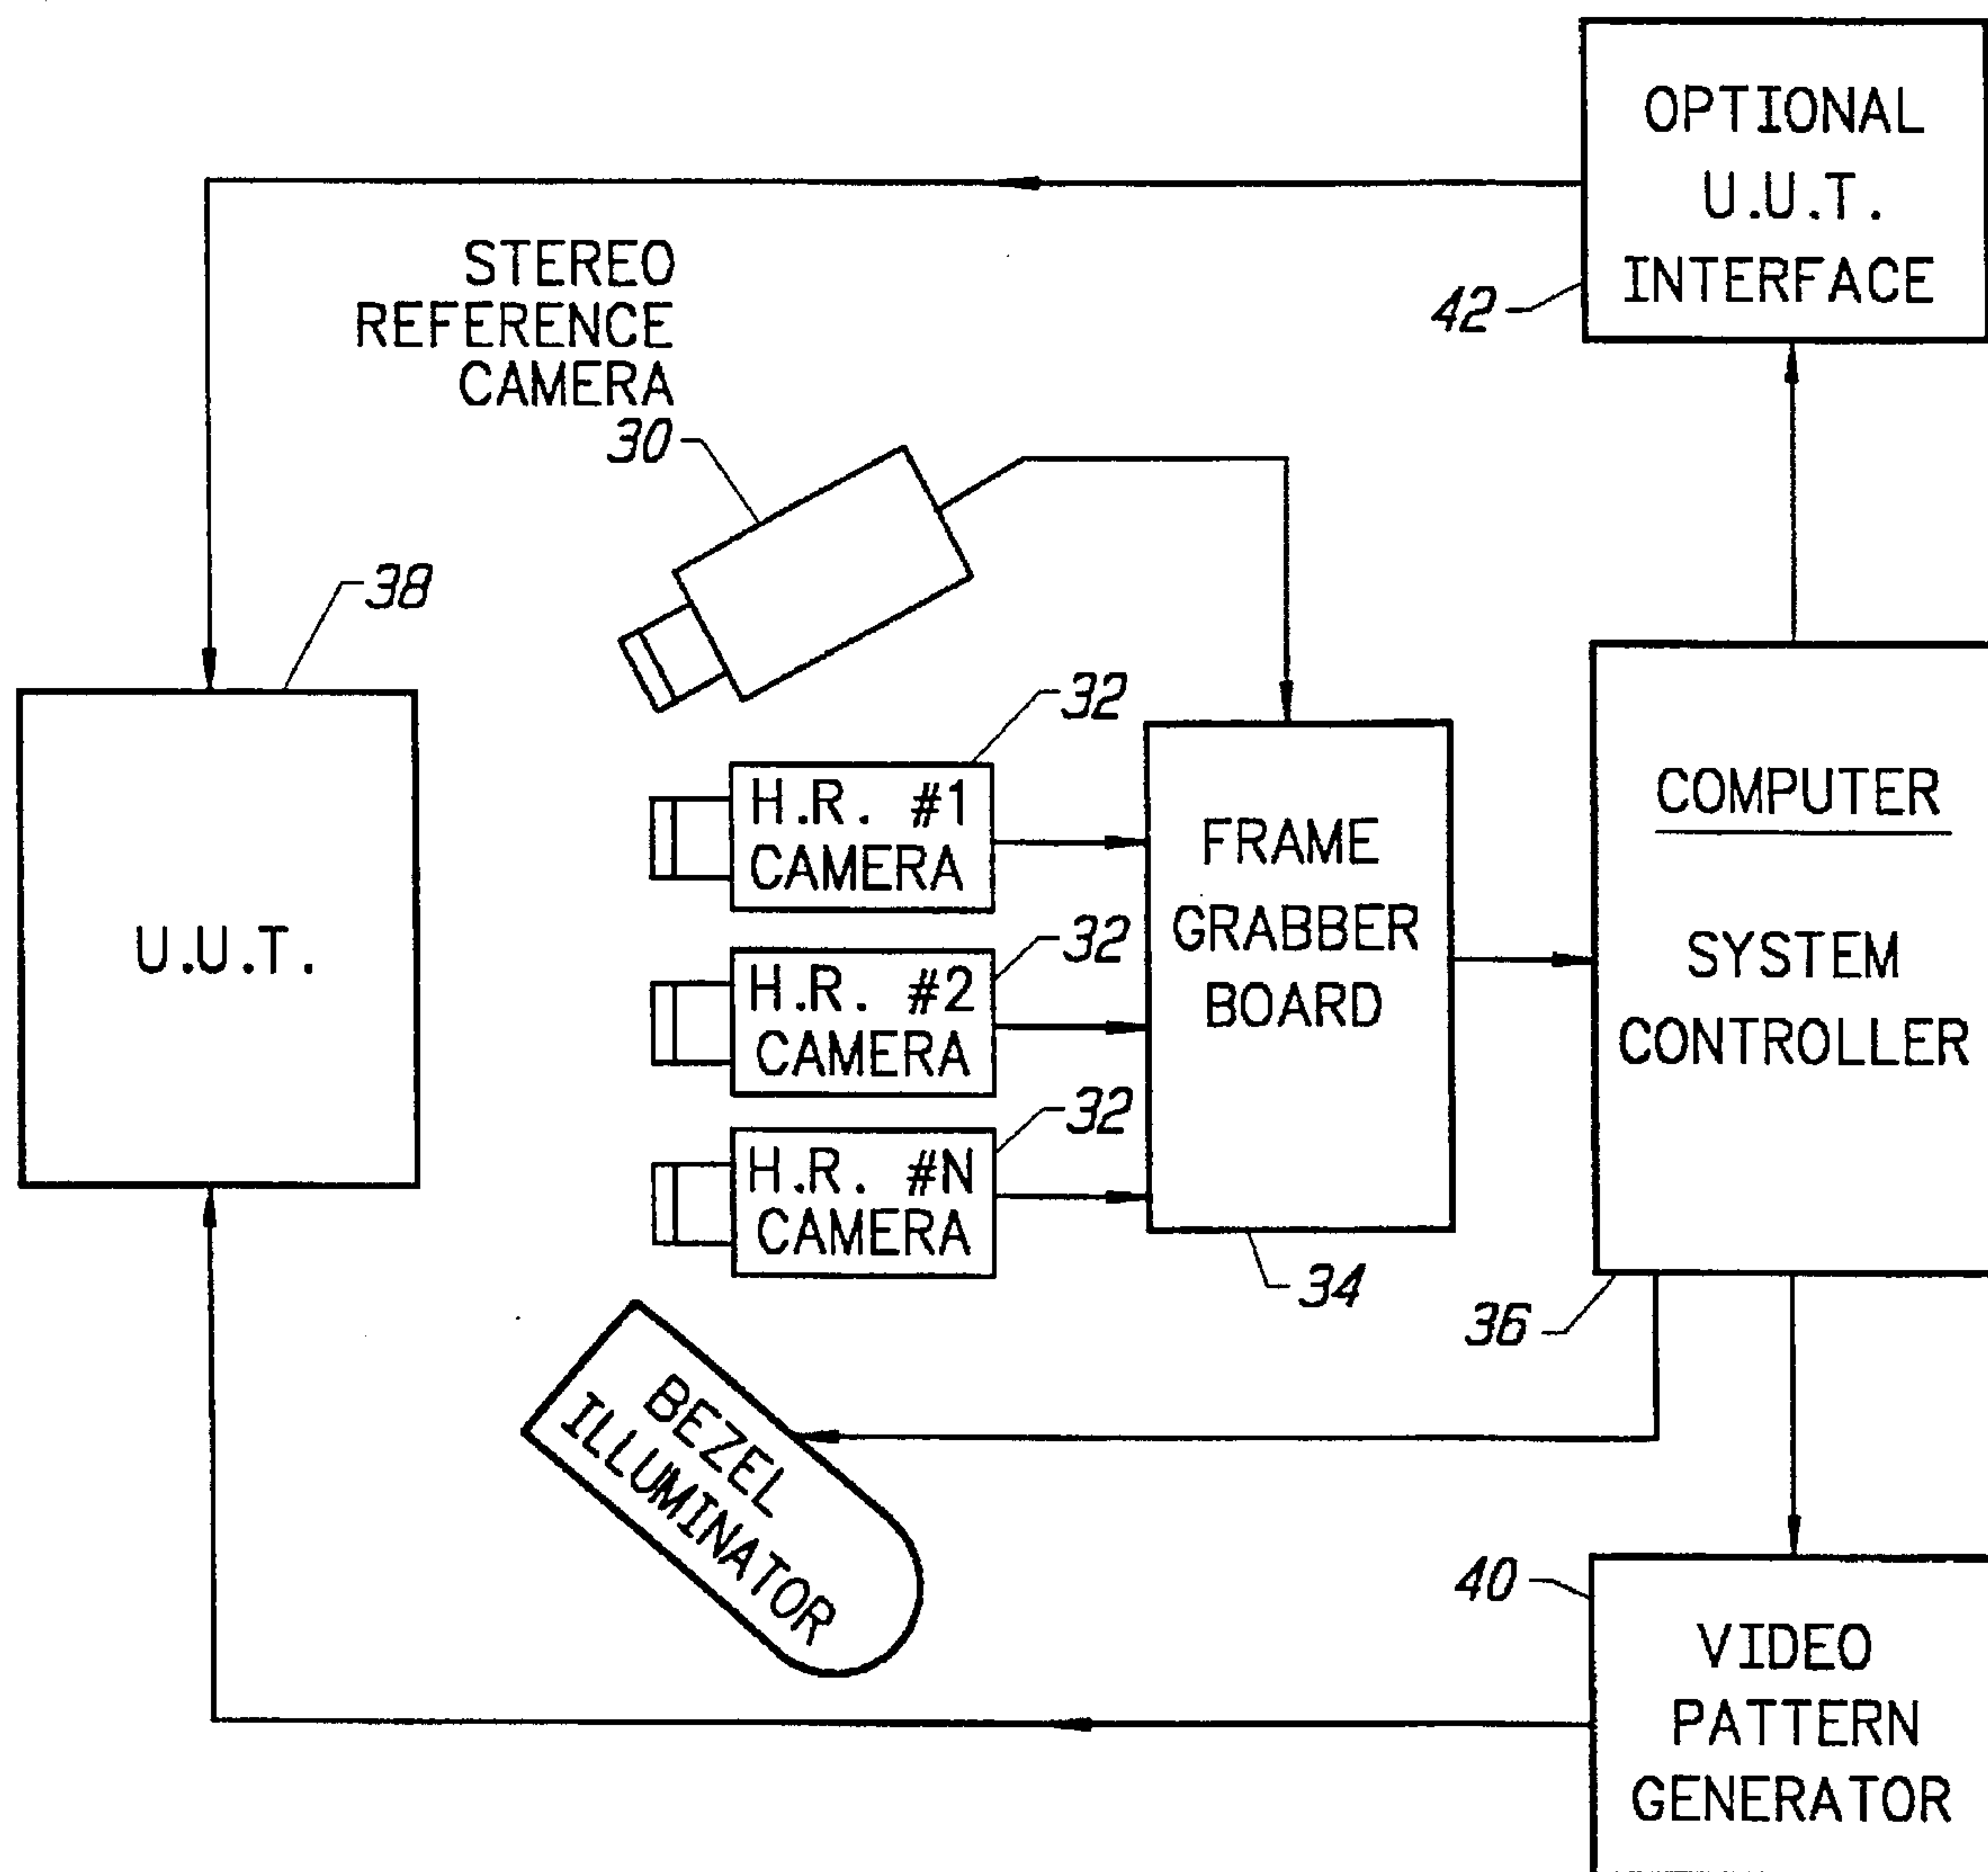 OPTIONAL
U.U.T.
INTERFACE
42
STEREO
REFERENCE
CAMERA
30
38
U.U.T.
32
H.R. #1
CAMERA
32
H.R. #2
CAMERA
32
H.R. #N
CAMERA
FRAME
GRABBER
BOARD
34
COMPUTER
SYSTEM
CONTROLLER
36
BEZEL
ILLUMINATOR
40
VIDEO
PATTERN
GENERATOR